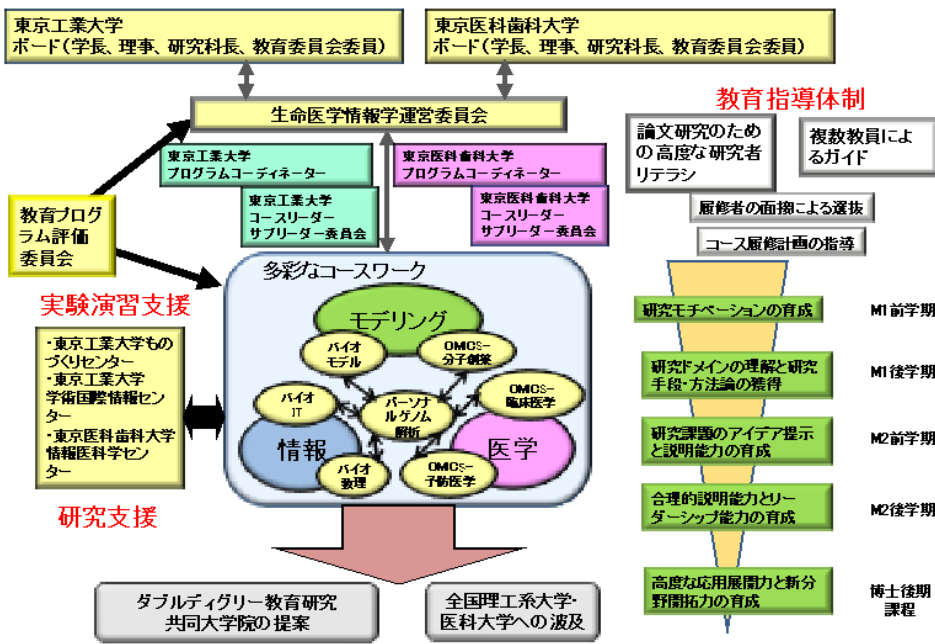 東京工業大学
ボード(学長、理事、研究科長、教育委員会委員)
東京医科歯科大学
ボード(学長、理事、研究科長、教育委員会委員)
生命医学情報学運営委員会
東京工業大学
プログラムコーディネーター
東京工業大学
コースリーダー
サブリーダー委員会
東京医科歯科大学
プログラムコーディネーター
東京医科歯科大学
コースリーダー
サブリーダー委員会
教育プログ
ラム評価
委員会
実験演習支援
・東京工業大学もの
づくりセンター
・東京工業大学
学術国際情報セン
ター
・東京医科歯科大学
情報医科学セン
ター
研究支援
多彩なコースワーク
モデリング
バイオ
モデル
OMCS-
分子創薬
バイオ
IT
パーソナ
ルゲノム
解析
OMCS-
臨床医学
情報
医学
バイオ
数理
OMCS-
予防医学
ダブルディグリー教育研究
共同大学院の提案
全国理工系大学・
医科大学への波及
教育指導体制
論文研究のため
の高度な研究者
リテラシ
複数教員によ
るガイド
履修者の面接による選抜
コース履修計画の指導
研究モチベーションの育成
M1前学期
研究ドメインの理解と研究
手段・方法論の獲得
M1後学期
研究課題のアイデア提示
と説明能力の育成
M2前学期
合理的説明能力とリー
ダーシップ能力の育成
M2後学期
高度な応用展開力と新分
野開拓力の育成
博士後期
課程